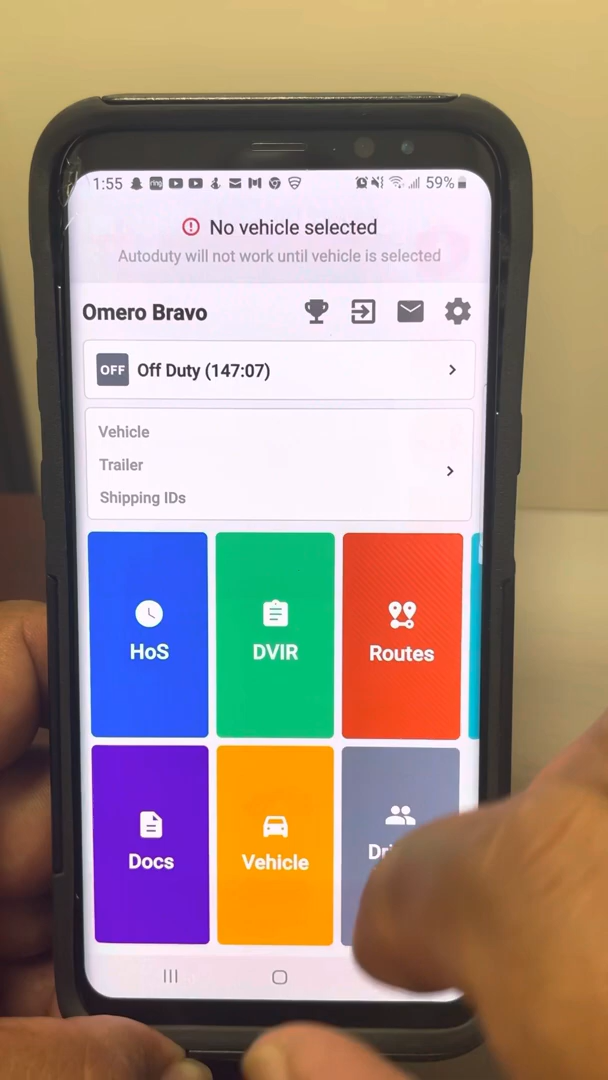 1:55
ring
59%
No vehicle selected
Autoduty will not work until vehicle is selected
Omero Bravo
OFF Off Duty (147:07)
Vehicle
Trailer
Shipping IDs
HoS DVIR Routes
Docs Vehicle